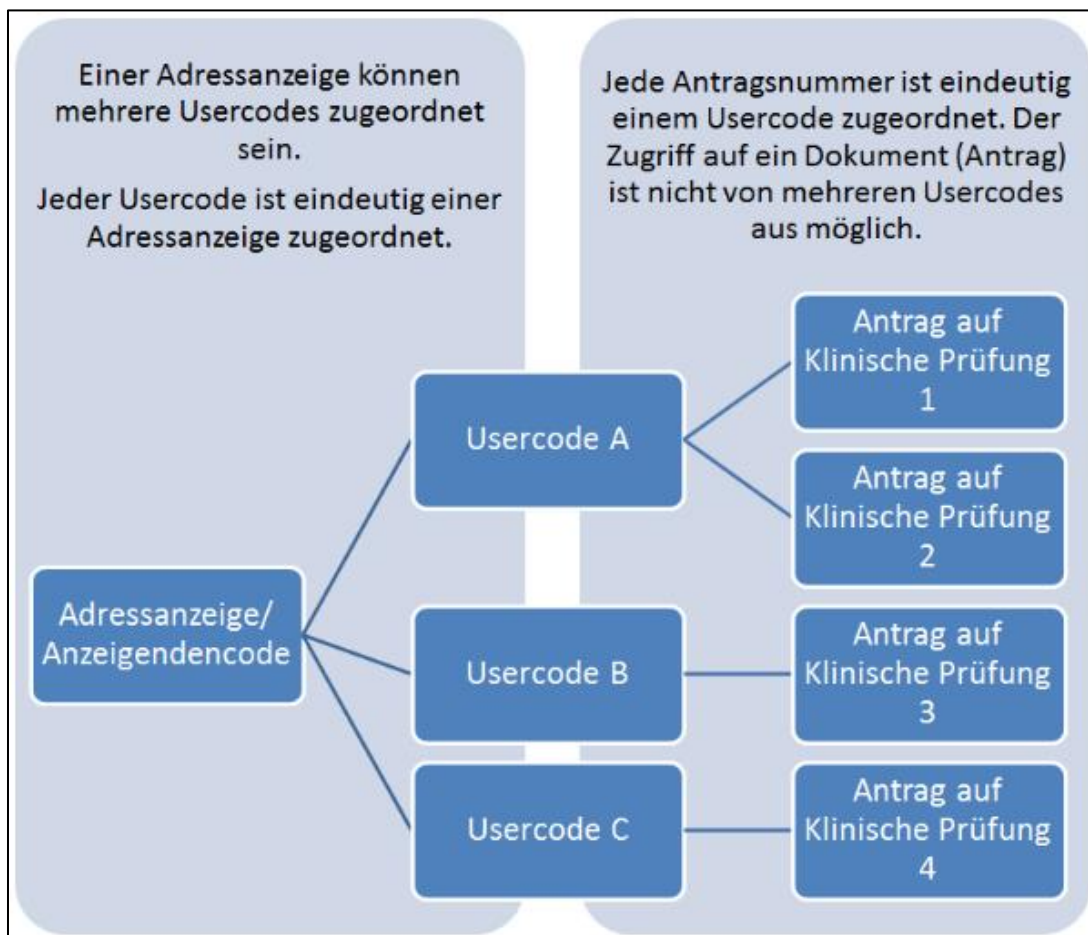 Einer Adressanzeige können
mehrere Usercodes zugeordnet
sein.
Jeder Usercode ist eindeutig einer
Adressanzeige zugeordnet.
Jede Antragsnummer ist eindeutig
einem Usercode zugeordnet. Der
Zugriff auf ein Dokument (Antrag)
ist nicht von mehreren Usercodes
aus möglich.
Adressanzeige/
Anzeigendencode
Usercode A
Antrag auf
Klinische Prüfung
1
Antrag auf
Klinische Prüfung
2
Usercode B
Antrag auf
Klinische Prüfung
3
Usercode C
Antrag auf
Klinische Prüfung
4